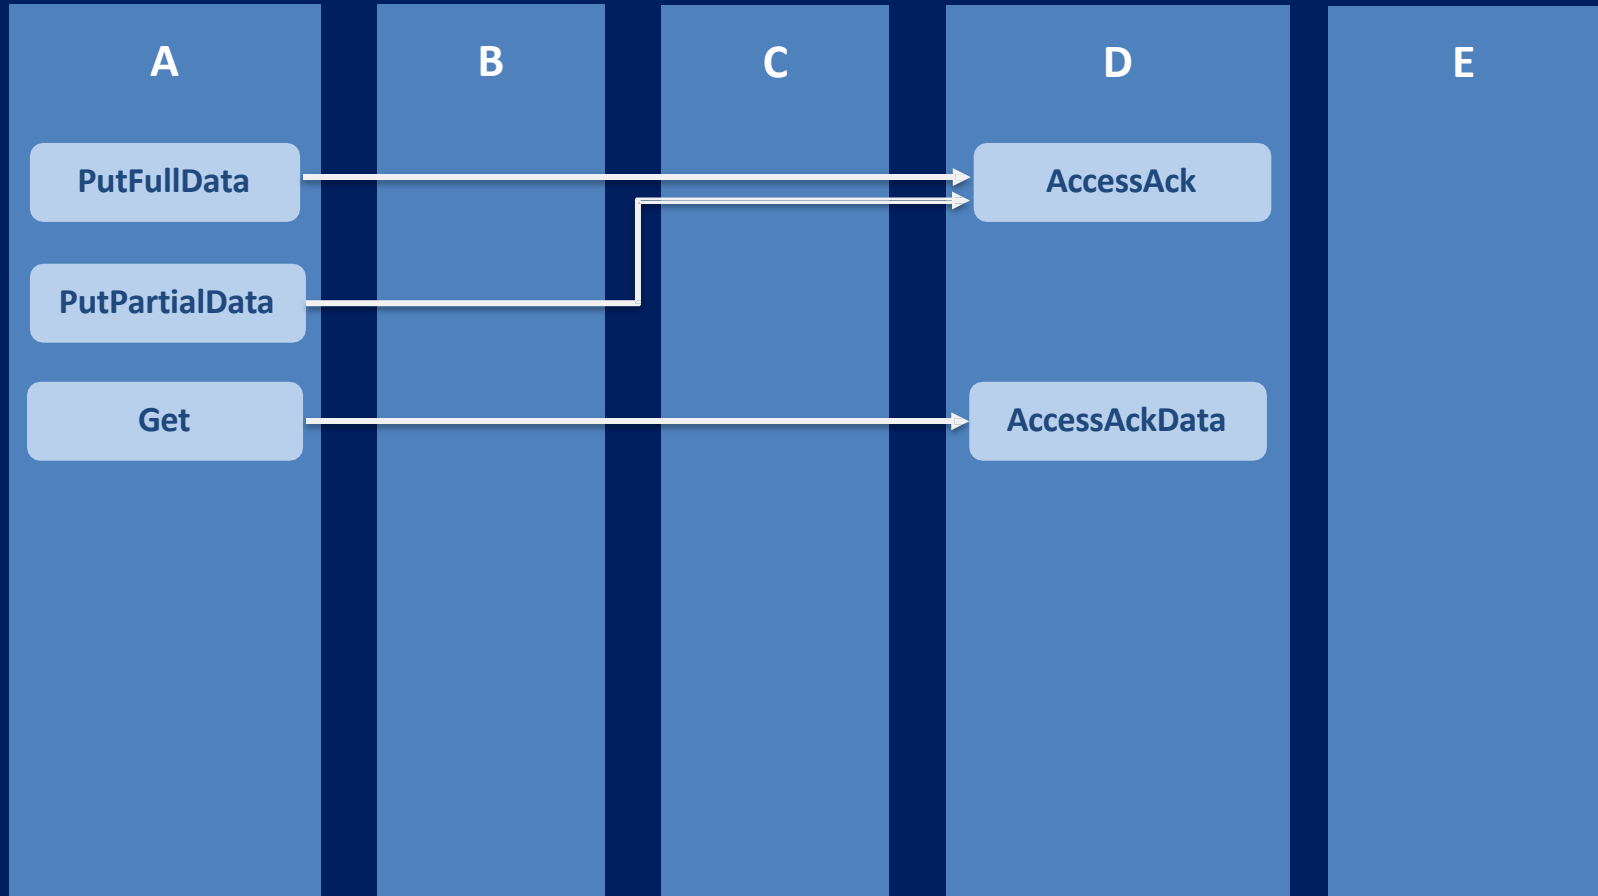 A
B
C
D
E
PutFullData
AccessAck
PutPartialData
Get
AccessAckData